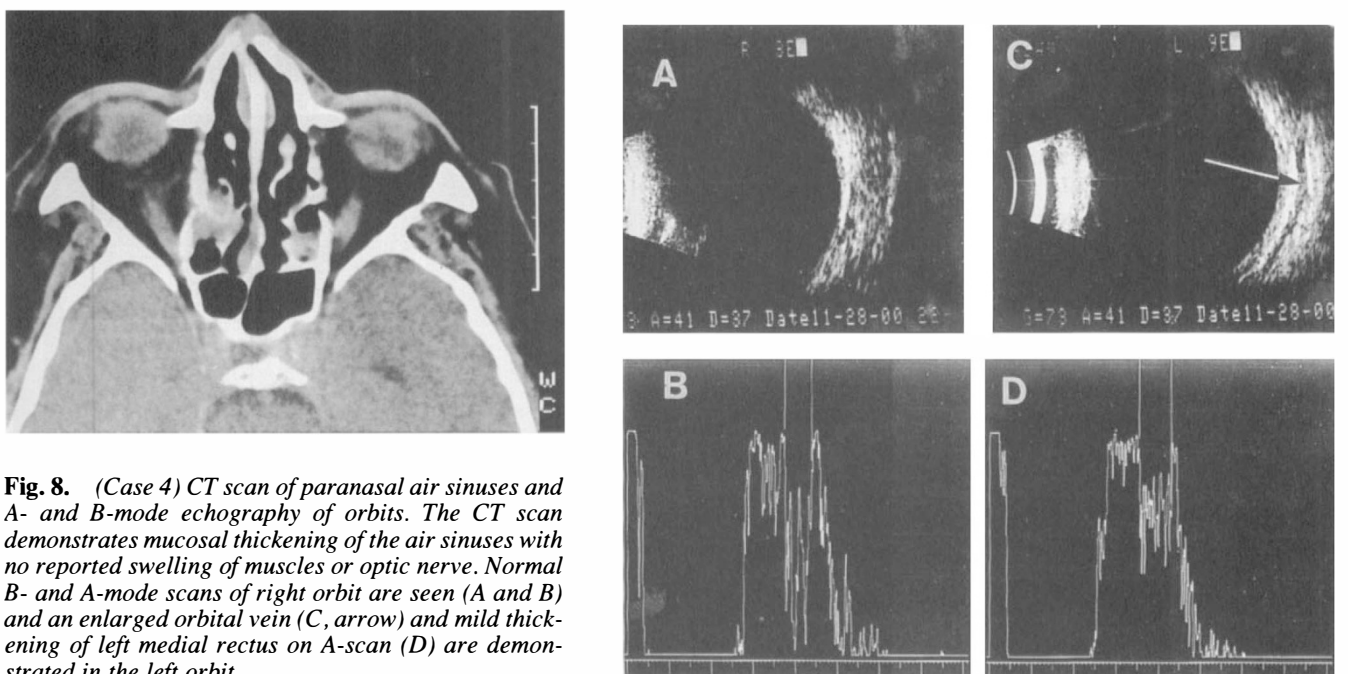 W
C
Fig. 8. (Case 4) CT scan of paranasal air sinuses and
A- and B-mode echography of orbits. The CT scan
demonstrates mucosal thickening of the air sinuses with
no reported swelling of muscles or optic nerve. Normal
B- and A-mode scans of right orbit are seen (A and B)
and an enlarged orbital vein (C, arrow) and mild thick-
ening of left medial rectus on A-scan (D) are demon-
strated in the left orbit.
A
R
A=41 D=37 Date11-28-00
C
L 9E
G=73 A=41 D=37 Date11-28-00
B
D